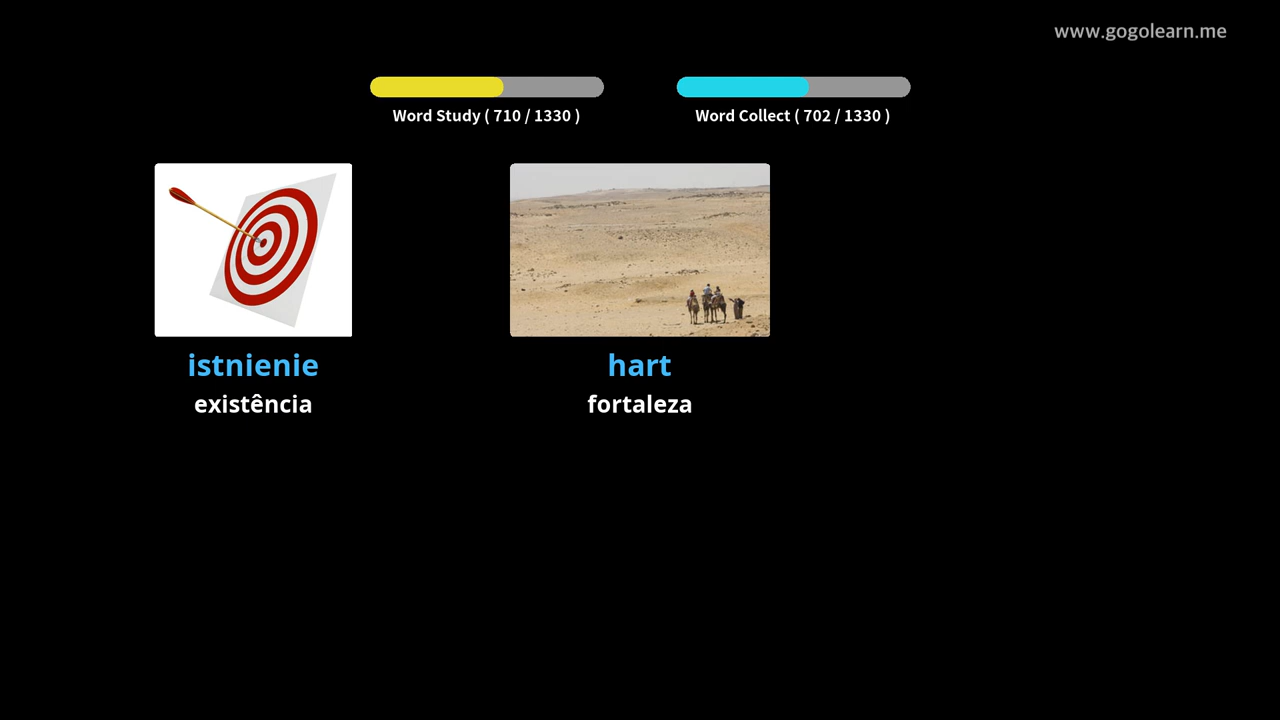 www.gogolearn.me
Word Study ( 710 / 1330 )
Word Collect ( 702 / 1330 )
istnienie
existência
hart
fortaleza